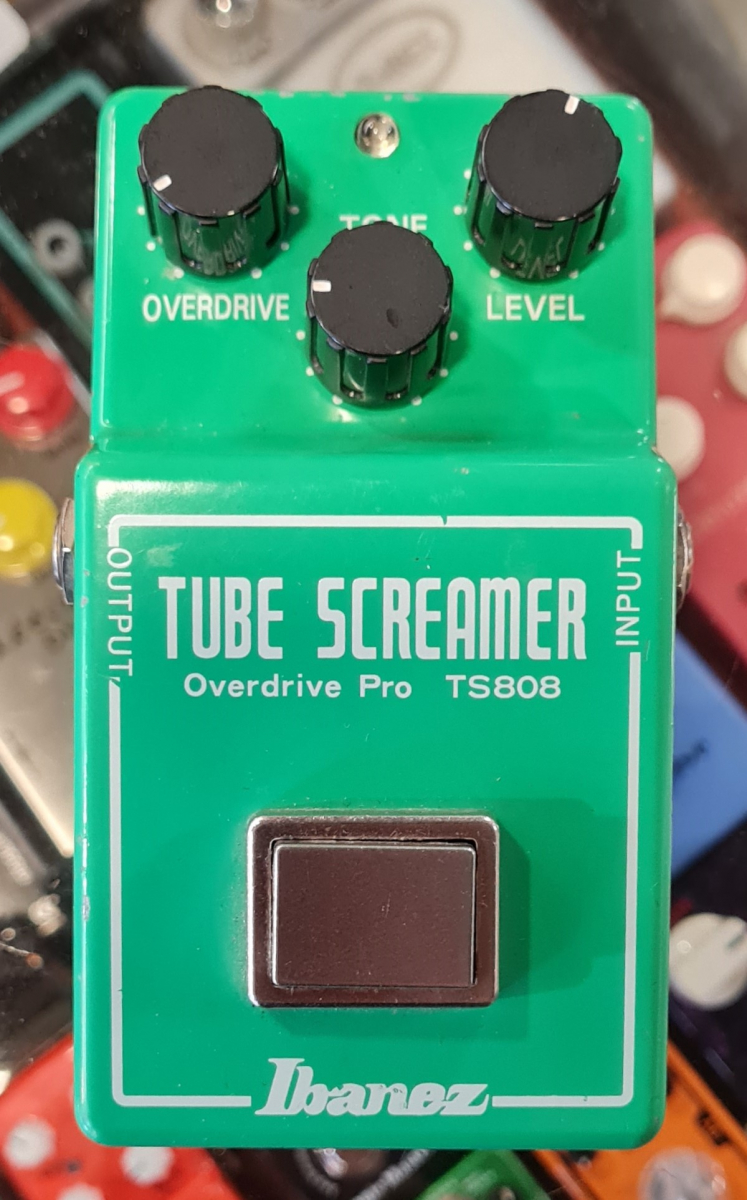 TONE
OVERDRIVE
LEVEL
OUTPUT
INPUT
TUBE SCREAMER
Overdrive Pro TS808
Ibanez